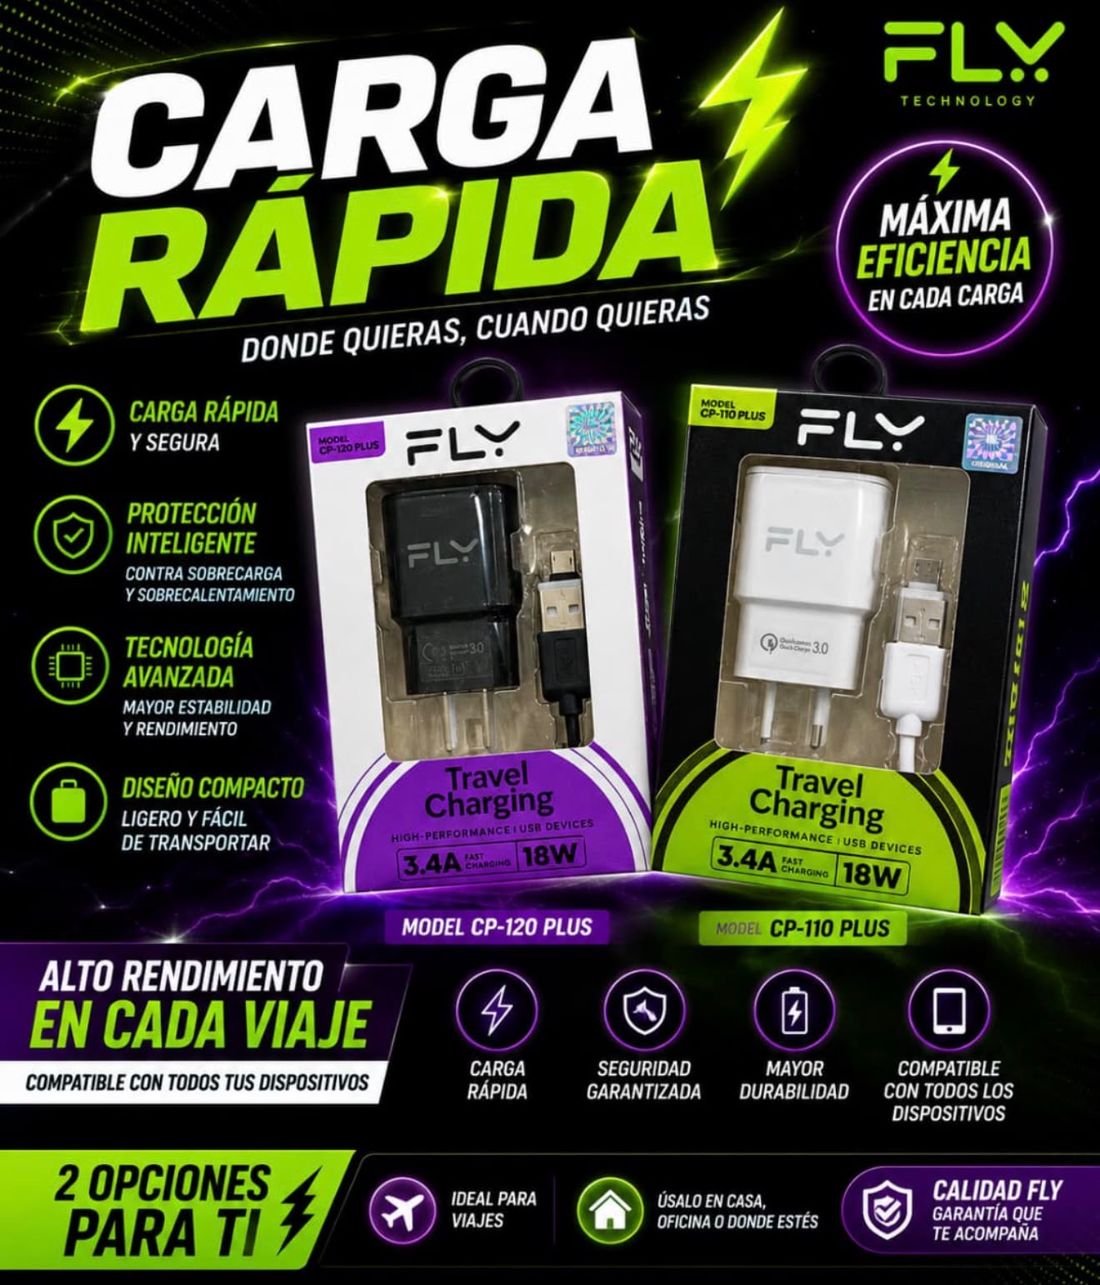 CARGA
RÁPIDA
DONDE QUIERAS, CUANDO QUIERAS
FLY
TECHNOLOGY
MÁXIMA
EFICIENCIA
EN CADA CARGA
CARGA RÁPIDA
Y SEGURA
PROTECCIÓN
INTELIGENTE
CONTRA SOBRECARGA
Y SOBRECALENTAMIENTO
TECNOLOGÍA
AVANZADA
MAYOR ESTABILIDAD
Y RENDIMIENTO
DISEÑO COMPACTO
LIGERO Y FÁCIL
DE TRANSPORTAR
MODEL
CP-120 PLUS
FLY
FLY
3.0
Travel
Charging
HIGH-PERFORMANCE | USB DEVICES
3.4A FAST CHARGING 18W
MODEL
CP-110 PLUS
FLY
FLY
Qualcomm
Quick Charge 3.0
Travel
Charging
HIGH-PERFORMANCE | USB DEVICES
3.4A FAST CHARGING 18W
MODEL CP-120 PLUS
MODEL CP-110 PLUS
ALTO RENDIMIENTO
EN CADA VIAJE
COMPATIBLE CON TODOS TUS DISPOSITIVOS
CARGA
RÁPIDA
SEGURIDAD
GARANTIZADA
MAYOR
DURABILIDAD
COMPATIBLE
CON TODOS LOS
DISPOSITIVOS
2 OPCIONES
PARA TI
IDEAL PARA
VIAJES
ÚSALO EN CASA,
OFICINA O DONDE ESTÉS
CALIDAD FLY
GARANTÍA QUE
TE ACOMPAÑA